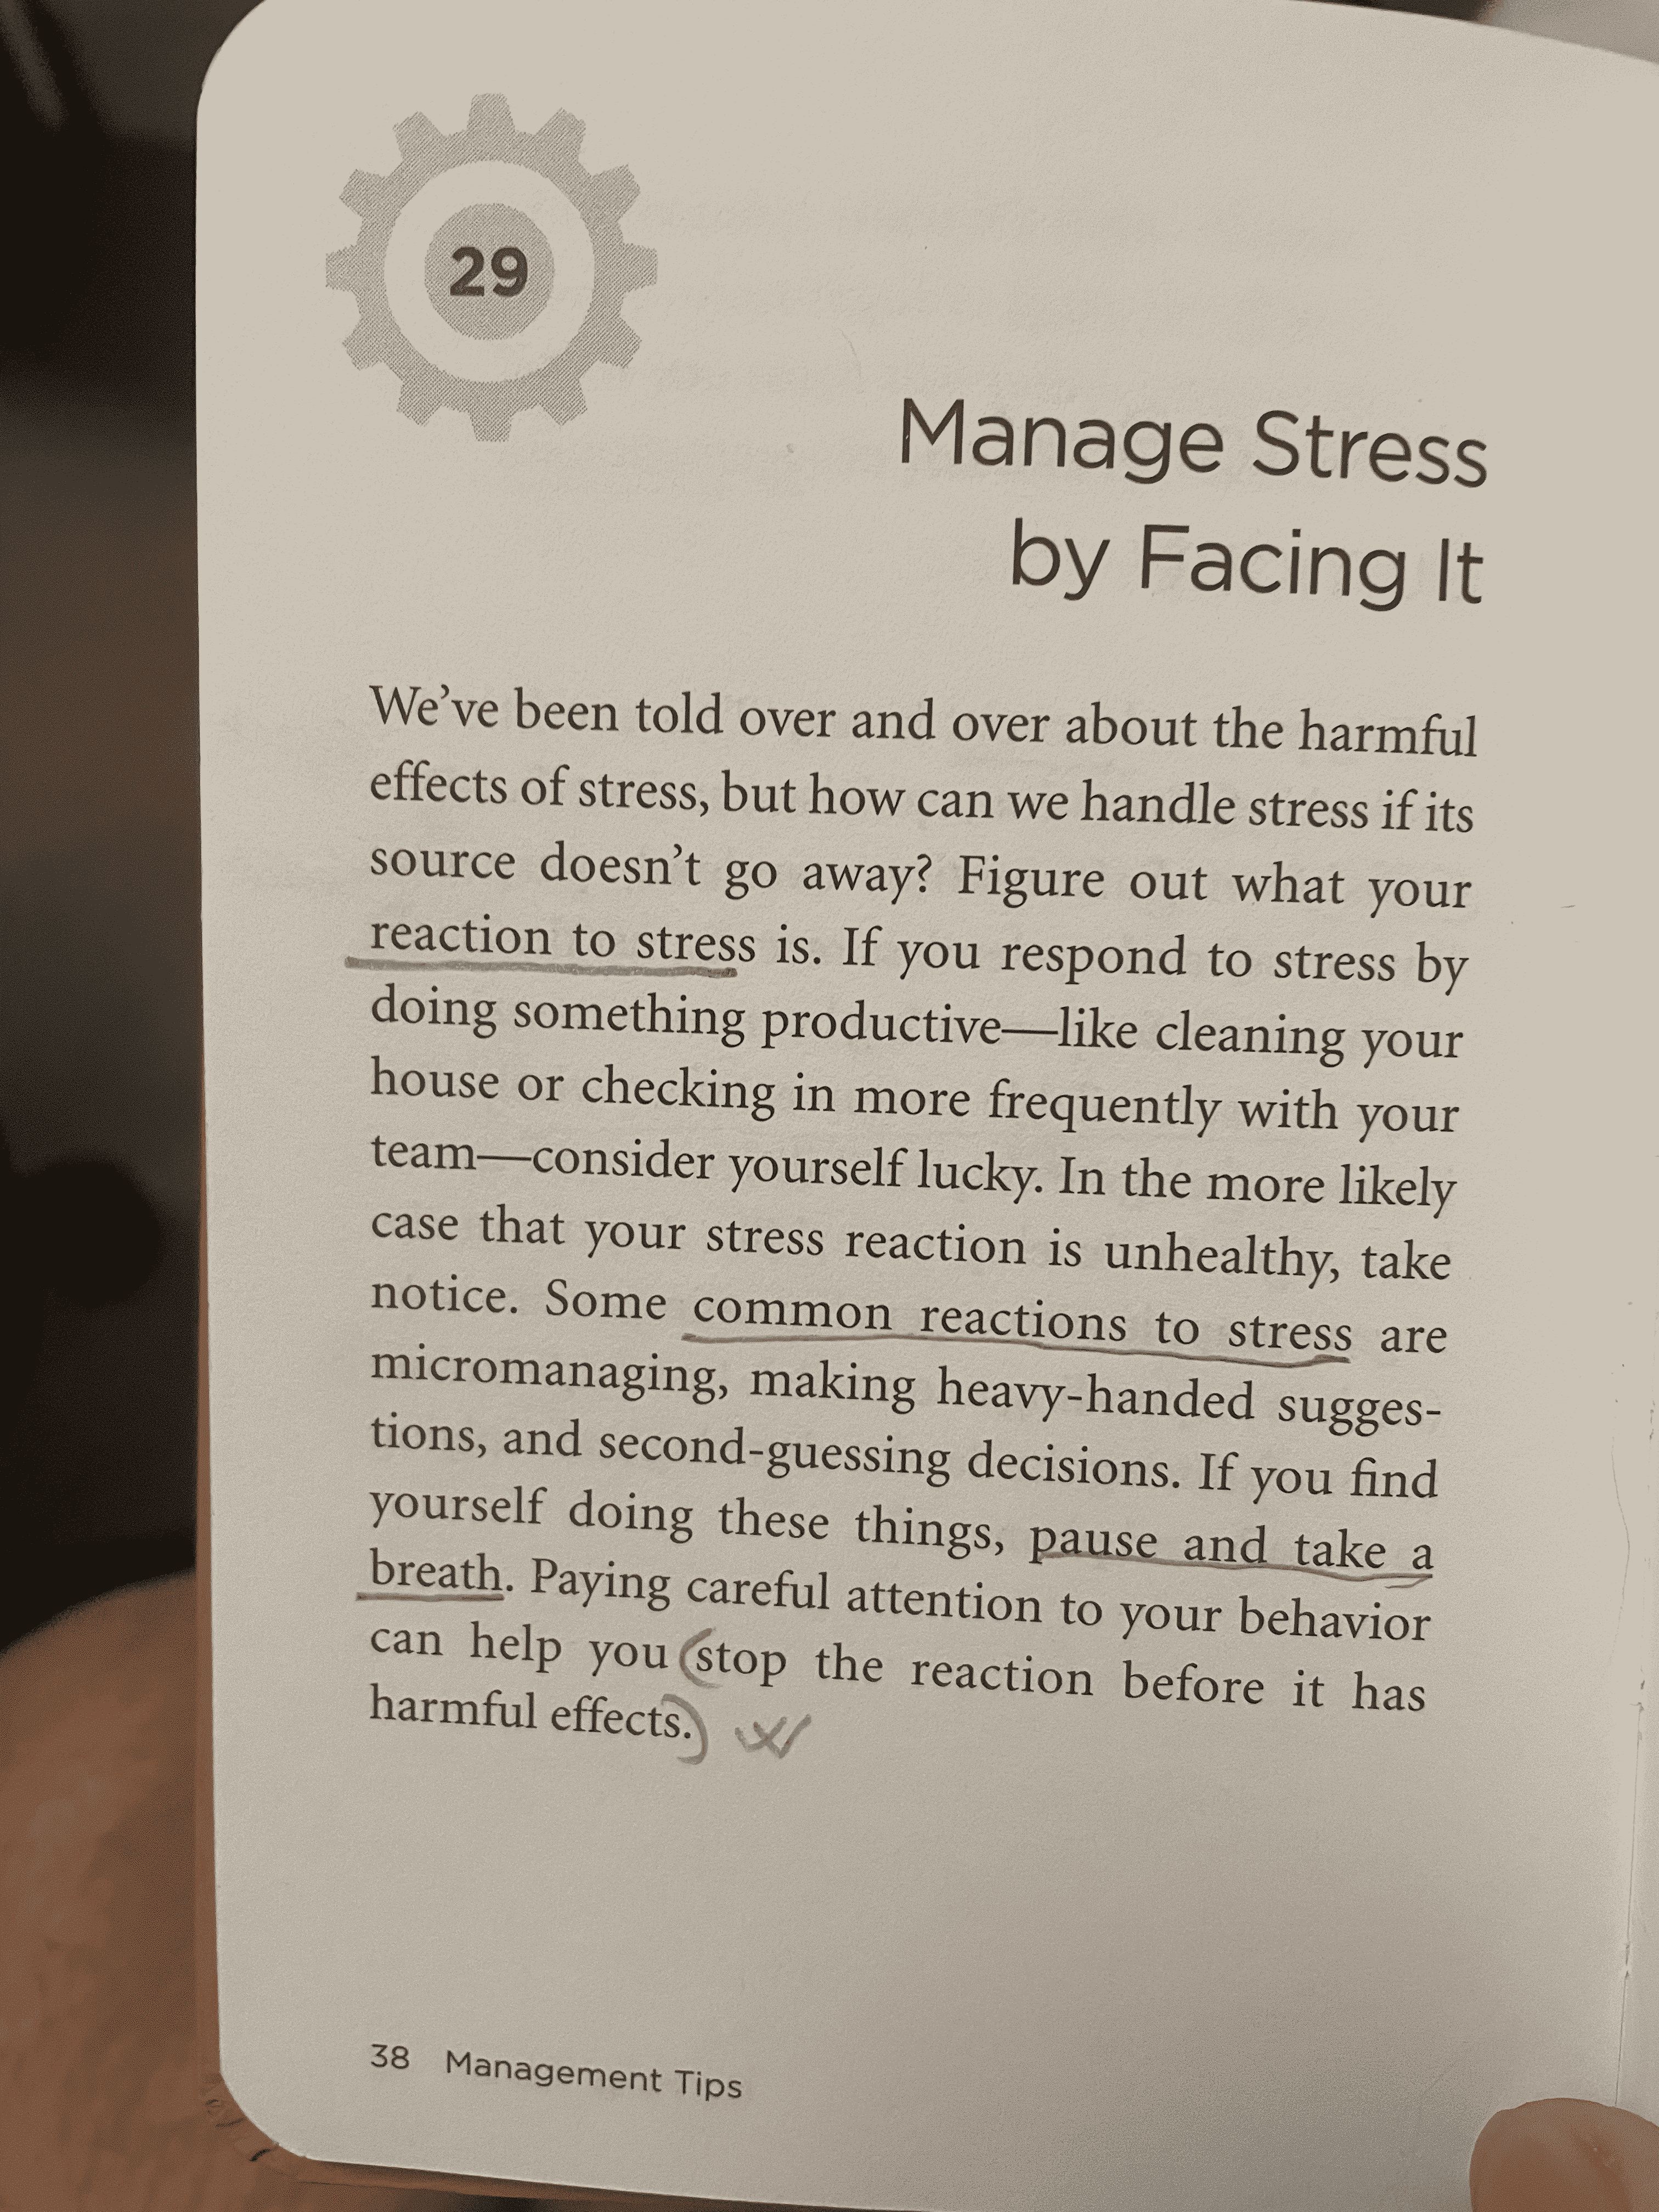 29
Manage Stress
by Facing It
We’ve been told over and over about the harmful
effects of stress, but how can we handle stress if its
source doesn’t go away? Figure out what your
reaction to stress is. If you respond to stress by
doing something productive—like cleaning your
house or checking in more frequently with your
team—consider yourself lucky. In the more likely
case that your stress reaction is unhealthy, take
notice. Some common reactions to stress are
micromanaging, making heavy-handed sugges-
tions, and second-guessing decisions. If you find
yourself doing these things, pause and take a
breath. Paying careful attention to your behavior
can help you (stop the reaction before it has
harmful effects.)
38 Management Tips